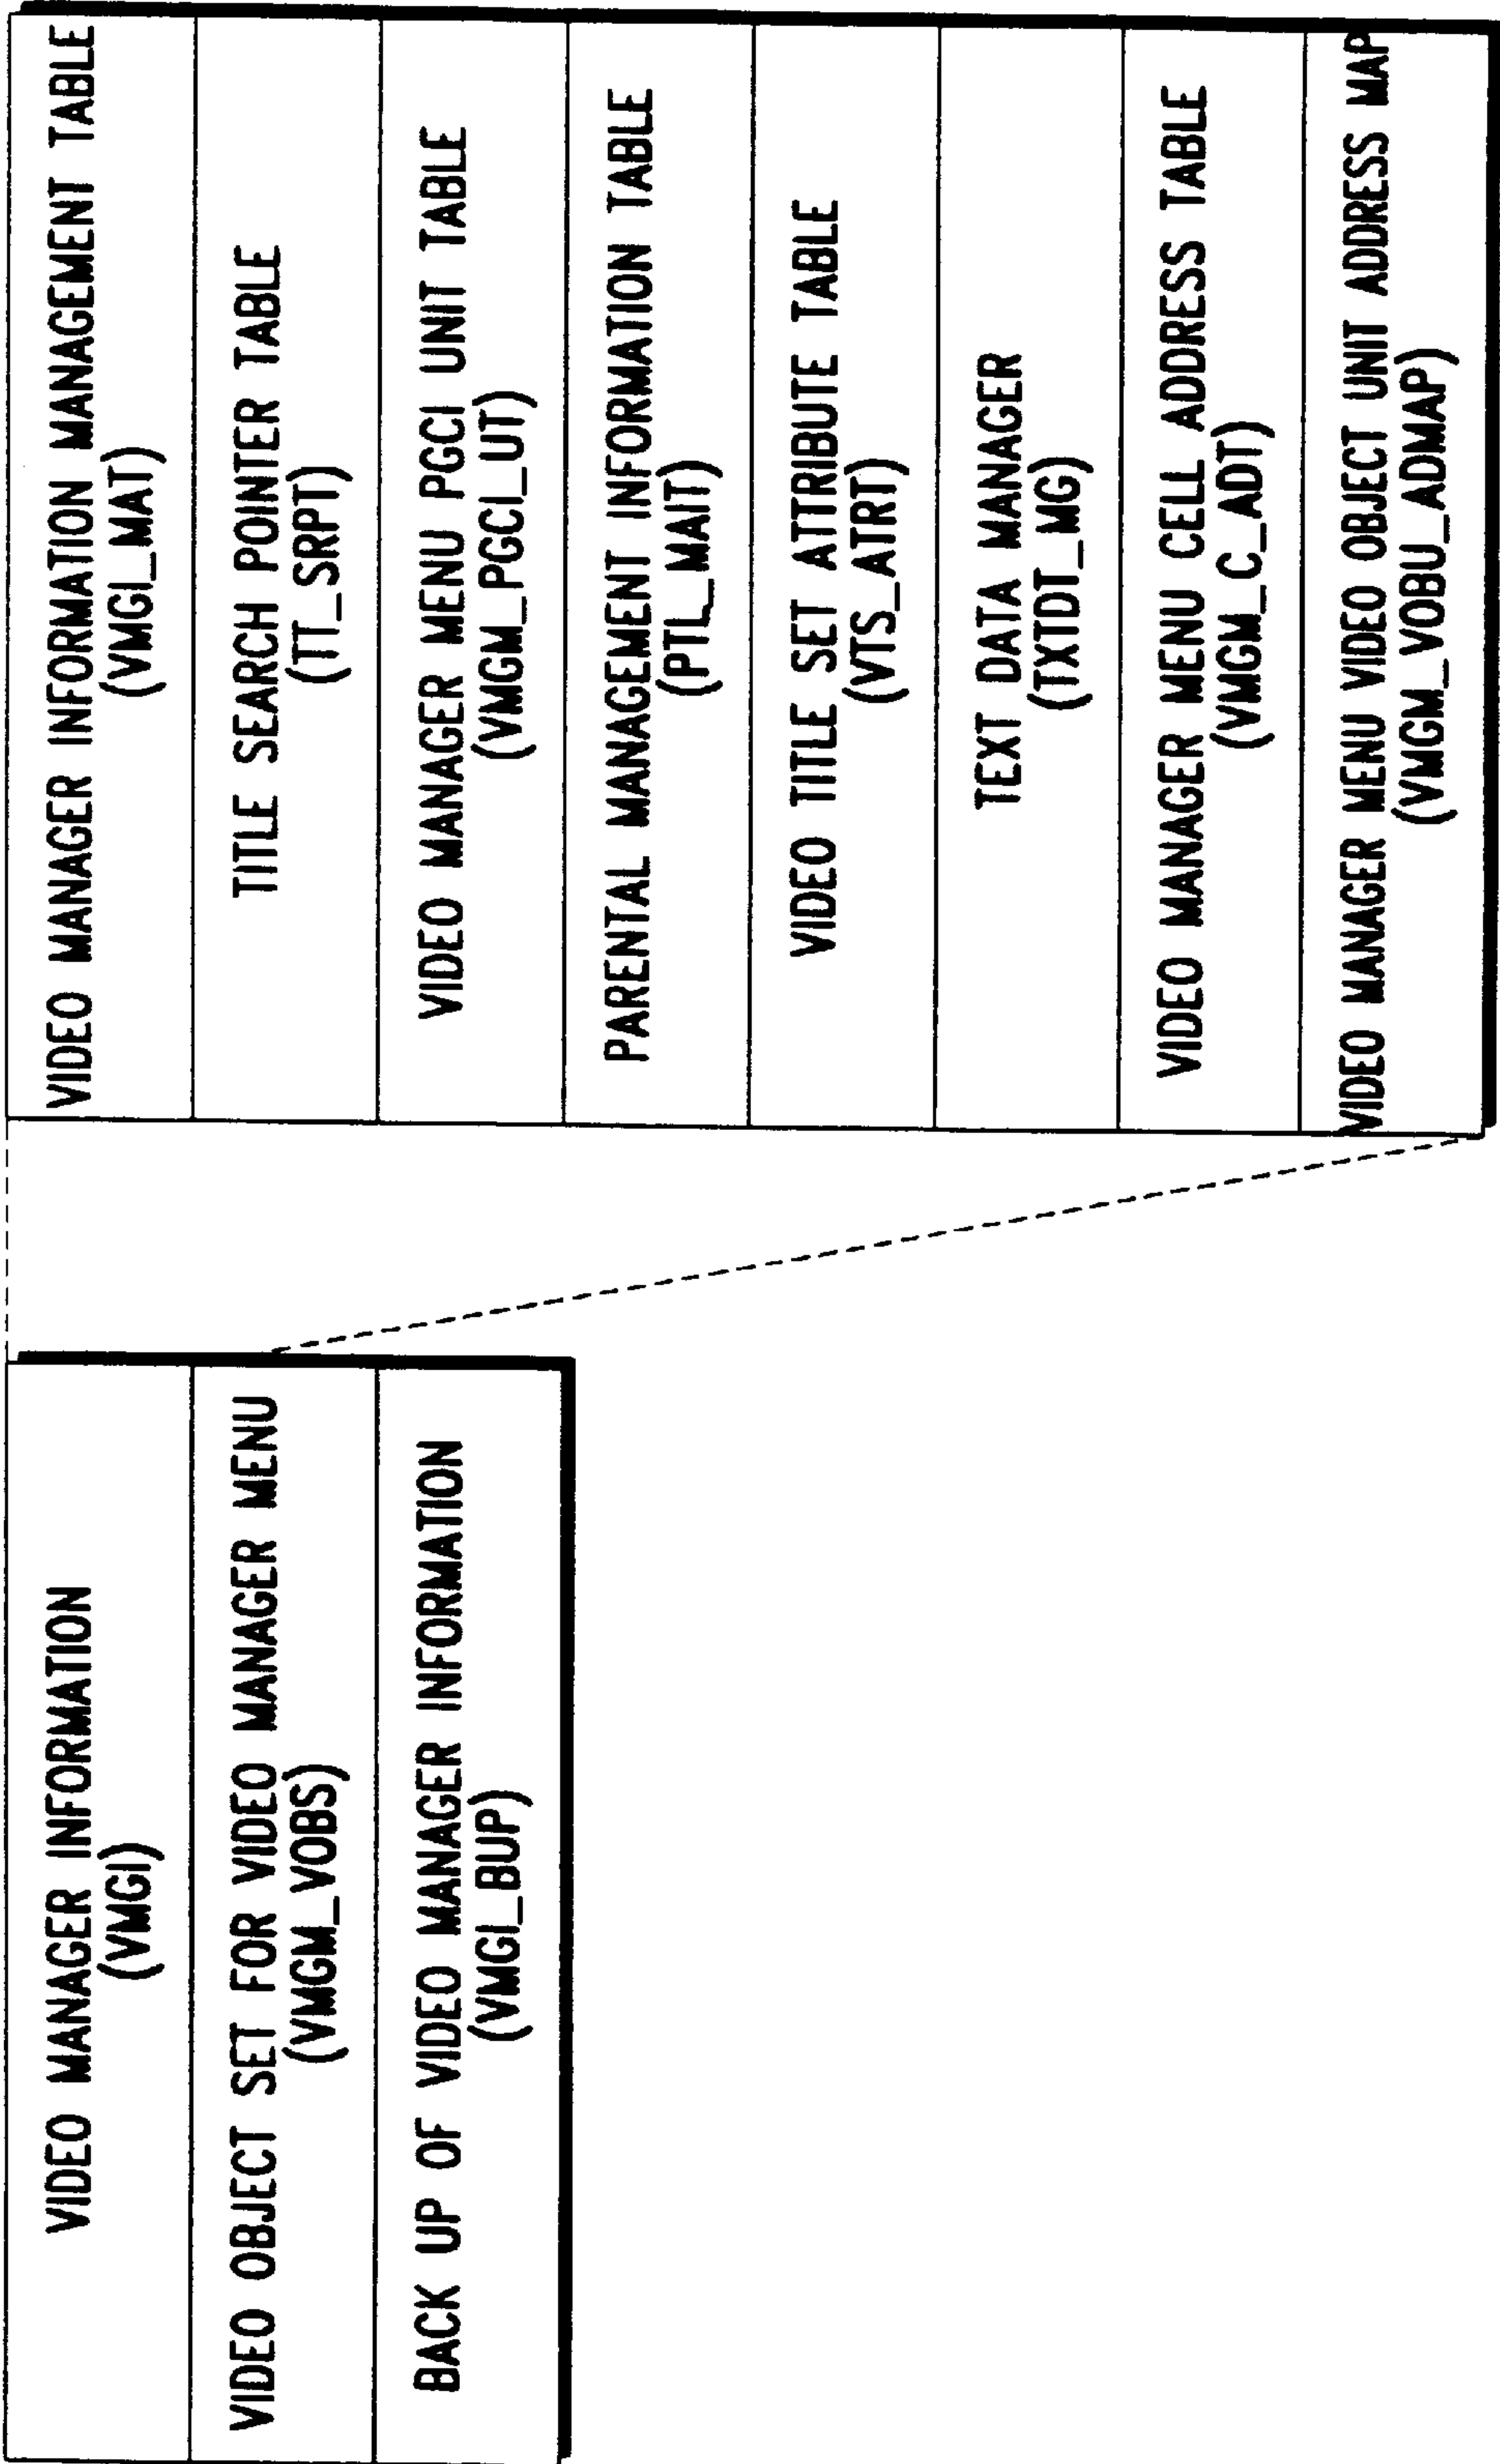 VIDEO MANAGER INFORMATION
(VMGI)
VIDEO OBJECT SET FOR VIDEO MANAGER MENU
(VMGM_VOBS)
BACK UP OF VIDEO MANAGER INFORMATION
(VMGI_BUP)
VIDEO MANAGER INFORMATION MANAGEMENT TABLE
(VMGI_MAT)
TITLE SEARCH POINTER TABLE
(TT_SRPT)
VIDEO MANAGER MENU PGCI UNIT TABLE
(VMGM_PGCI_UT)
PARENTAL MANAGEMENT INFORMATION TABLE
(PTL_MAIT)
VIDEO TITLE SET ATTRIBUTE TABLE
(VTS_ATRT)
TEXT DATA MANAGER
(TXTDT_MG)
VIDEO MANAGER MENU CELL ADDRESS TABLE
(VMGM_C_ADT)
VIDEO MANAGER MENU VIDEO OBJECT UNIT ADDRESS MAP
(VMGM_VOBU_ADMAP)